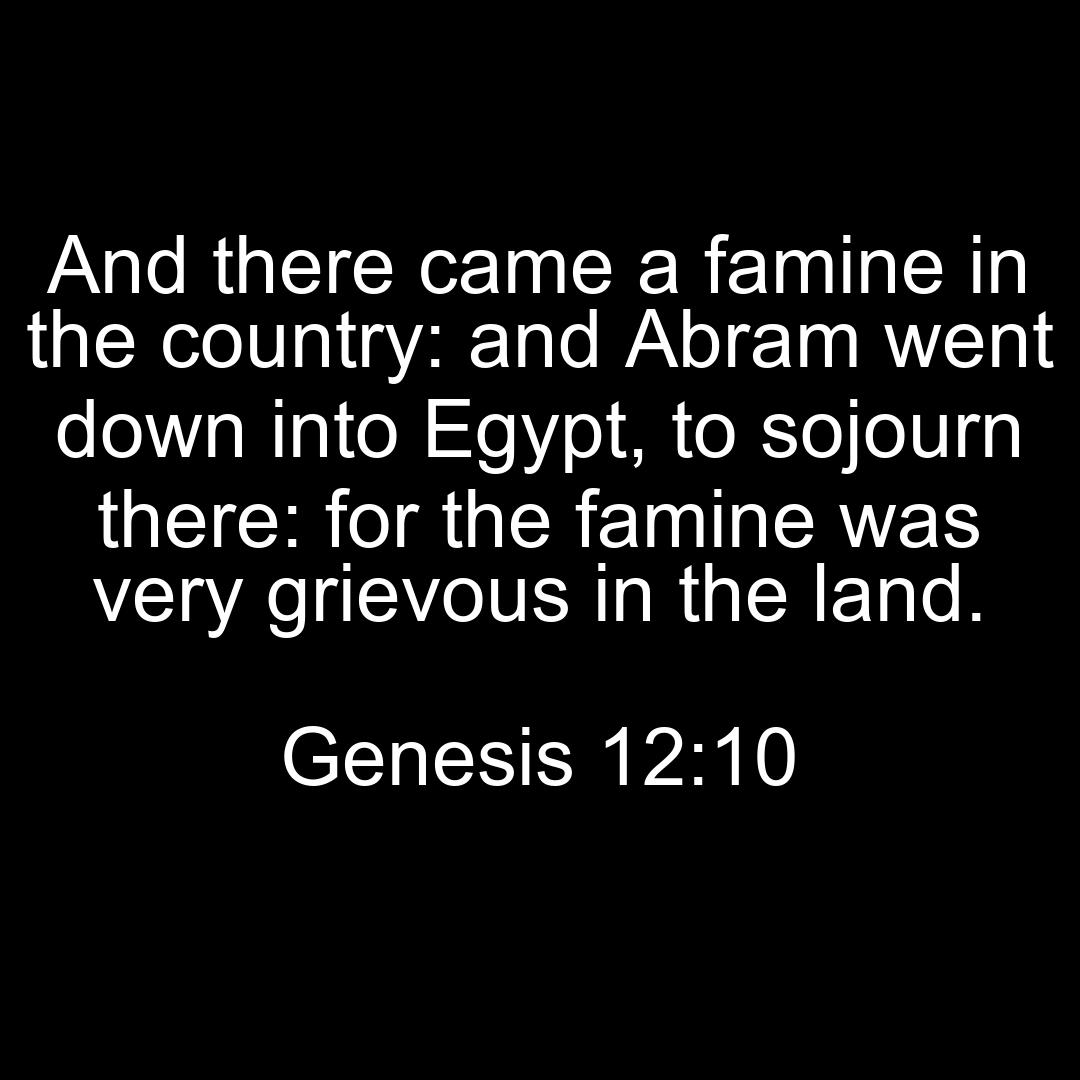 And there came a famine in
the country: and Abram went
down into Egypt, to sojourn
there: for the famine was
very grievous in the land.
Genesis 12:10